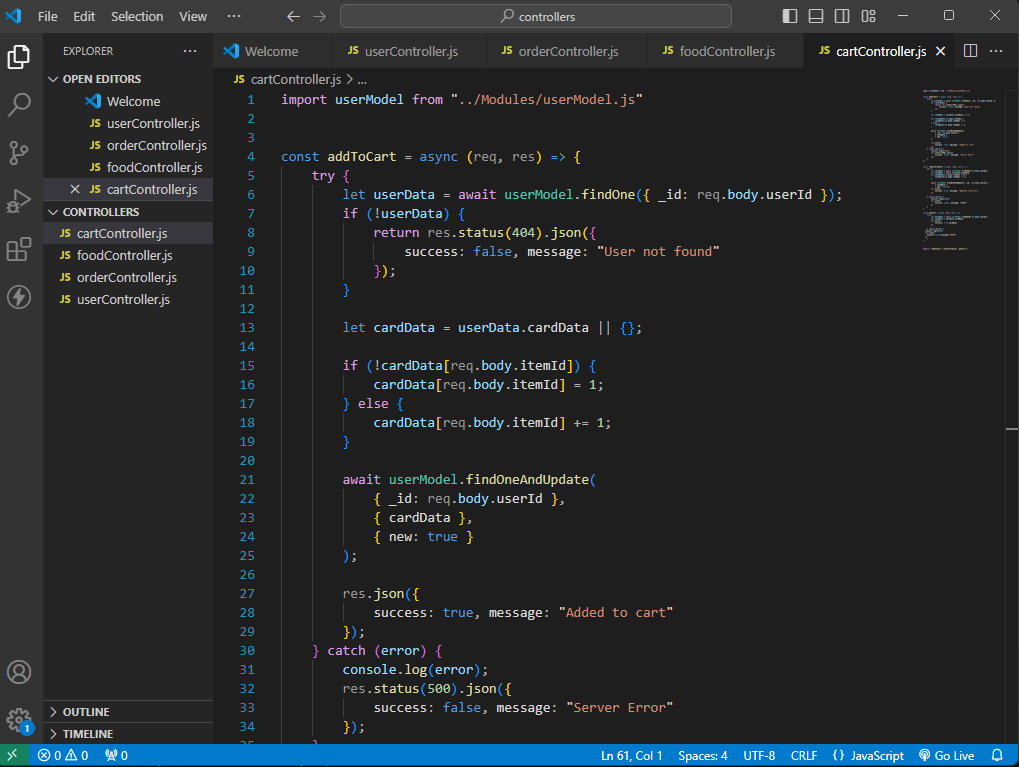 File Edit Selection View ··· controllers
EXPLORER ···
OPEN EDITORS
Welcome
JS userController.js
JS orderController.js
JS foodController.js
JS cartController.js
CONTROLLERS
JS cartController.js
JS foodController.js
JS orderController.js
JS userController.js
OUTLINE
TIMELINE
Welcome JS userController.js JS orderController.js JS foodController.js JS cartController.js ···
JS cartController.js > ...
1 import userModel from "../Modules/userModel.js"
2
3
4 const addToCart = async (req, res) => {
5 try {
6 let userData = await userModel.findOne({ _id: req.body.userId });
7 if (!userData) {
8 return res.status(404).json({
9 success: false, message: "User not found"
10 });
11 }
12
13 let cardData = userData.cardData || {};
14
15 if (!cardData[req.body.itemId]) {
16 cardData[req.body.itemId] = 1;
17 } else {
18 cardData[req.body.itemId] += 1;
19 }
20
21 await userModel.findOneAndUpdate(
22 { _id: req.body.userId },
23 { cardData },
24 { new: true }
25 );
26
27 res.json({
28 success: true, message: "Added to cart"
29 });
30 } catch (error) {
31 console.log(error);
32 res.status(500).json({
33 success: false, message: "Server Error"
34 });
1
0 0 0 Ln 61, Col 1 Spaces: 4 UTF-8 CRLF {} JavaScript Go Live